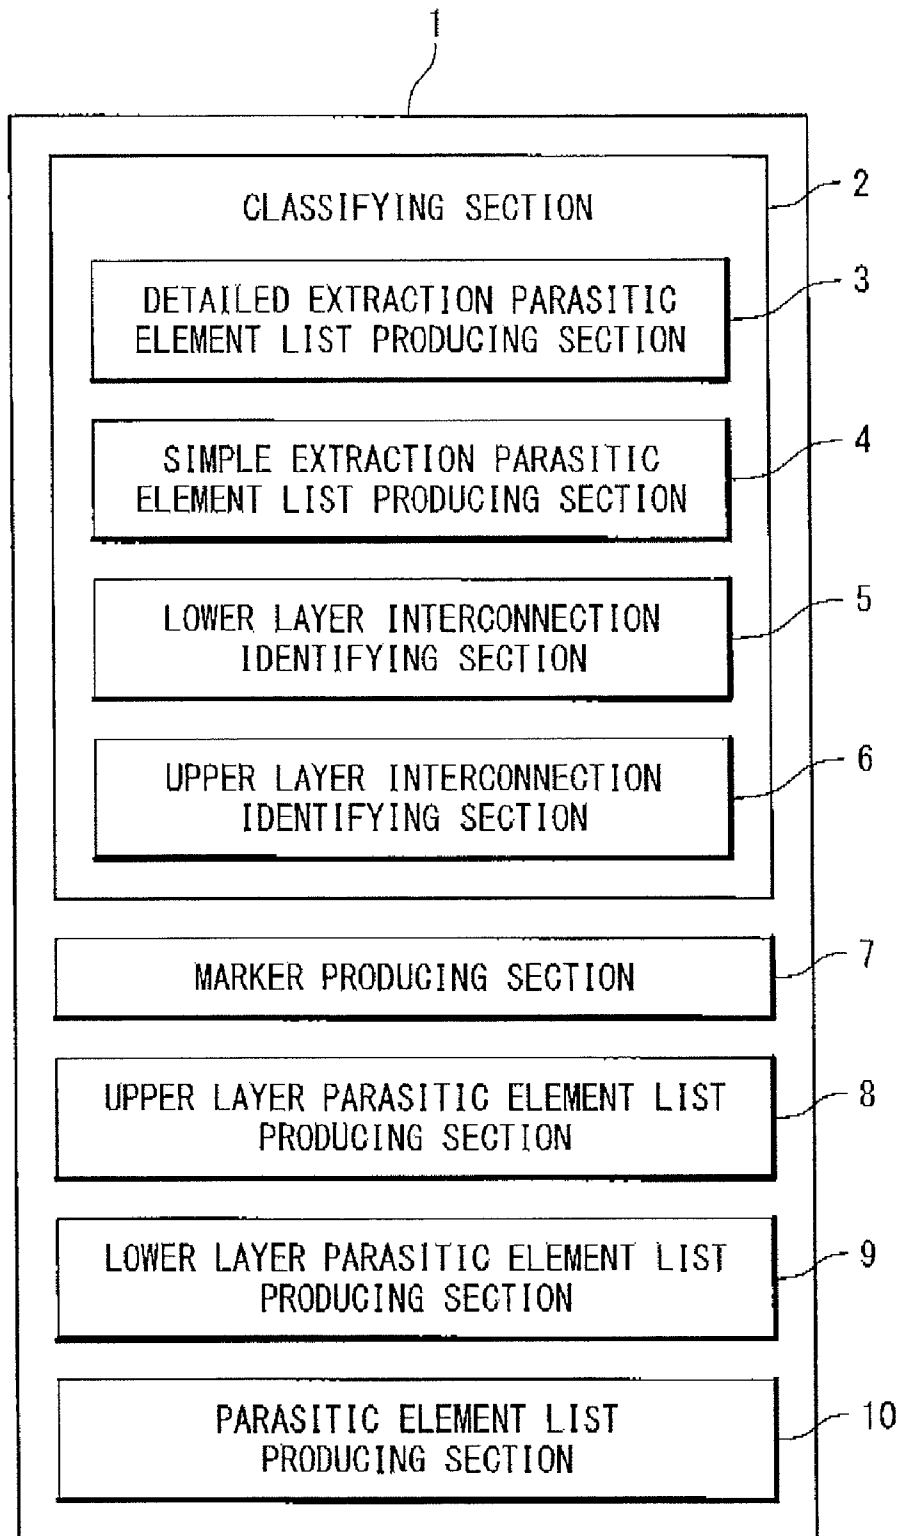 1
CLASSIFYING SECTION
2
DETAILED EXTRACTION PARASITIC
ELEMENT LIST PRODUCING SECTION
3
SIMPLE EXTRACTION PARASITIC
ELEMENT LIST PRODUCING SECTION
4
LOWER LAYER INTERCONNECTION
IDENTIFYING SECTION
5
UPPER LAYER INTERCONNECTION
IDENTIFYING SECTION
6
MARKER PRODUCING SECTION
7
UPPER LAYER PARASITIC ELEMENT LIST
PRODUCING SECTION
8
LOWER LAYER PARASITIC ELEMENT LIST
PRODUCING SECTION
9
PARASITIC ELEMENT LIST
PRODUCING SECTION
10